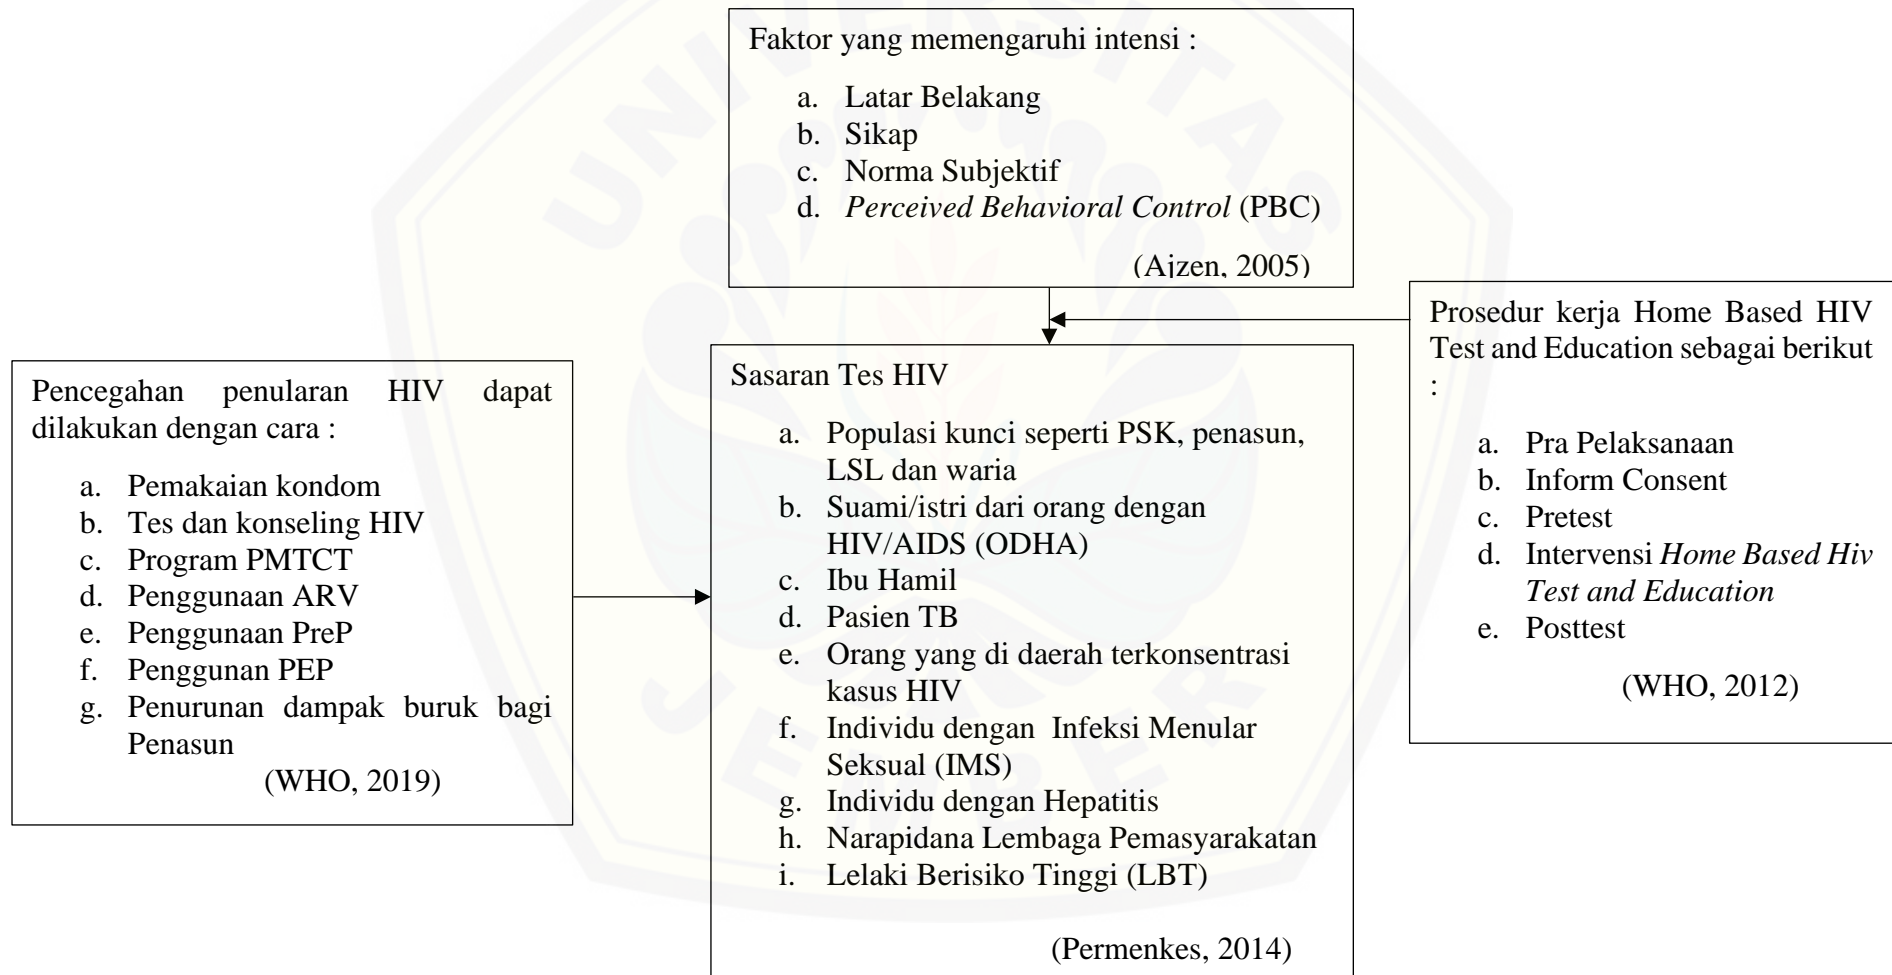 UNIVERSITAS
JEMBER
Faktor yang memengaruhi intensi :
a. Latar Belakang
b. Sikap
c. Norma Subjektif
d. Perceived Behavioral Control (PBC)
(Ajzen, 2005)
Pencegahan penularan HIV dapat
dilakukan dengan cara :
a. Pemakaian kondom
b. Tes dan konseling HIV
c. Program PMTCT
d. Penggunaan ARV
e. Penggunaan PreP
f. Penggunan PEP
g. Penurunan dampak buruk bagi
Penasun
(WHO, 2019)
Sasaran Tes HIV
a. Populasi kunci seperti PSK, penasun,
LSL dan waria
b. Suami/istri dari orang dengan
HIV/AIDS (ODHA)
c. Ibu Hamil
d. Pasien TB
e. Orang yang di daerah terkonsentrasi
kasus HIV
f. Individu dengan Infeksi Menular
Seksual (IMS)
g. Individu dengan Hepatitis
h. Narapidana Lembaga Pemasyarakatan
i. Lelaki Berisiko Tinggi (LBT)
(Permenkes, 2014)
Prosedur kerja Home Based HIV
Test and Education sebagai berikut
:
a. Pra Pelaksanaan
b. Inform Consent
c. Pretest
d. Intervensi Home Based Hiv
Test and Education
e. Posttest
(WHO, 2012)